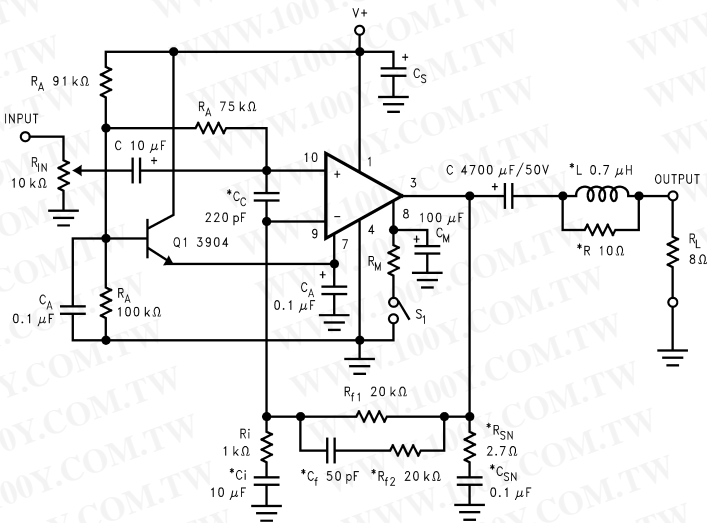 V+
R_A 91 kΩ
C_S
+
R_A 75 kΩ
INPUT
C 10 µF
+
10
1
R_IN
10 kΩ
+
3
C 4700 µF/50V
+
*L 0.7 µH
OUTPUT
*C_C
220 pF
−
8
100 µF
*R 10Ω
9
7
4
+
C_M
R_L
8Ω
Q1 3904
R_M
+
C_A
0.1 µF
R_A
100 kΩ
C_A
0.1 µF
S_1
R_f1 20 kΩ
Ri
1 kΩ
*R_SN
2.7Ω
*Ci
10 µF
*C_f 50 pF
*R_f2 20 kΩ
*C_SN
0.1 µF
WWW.100Y.COM.TW